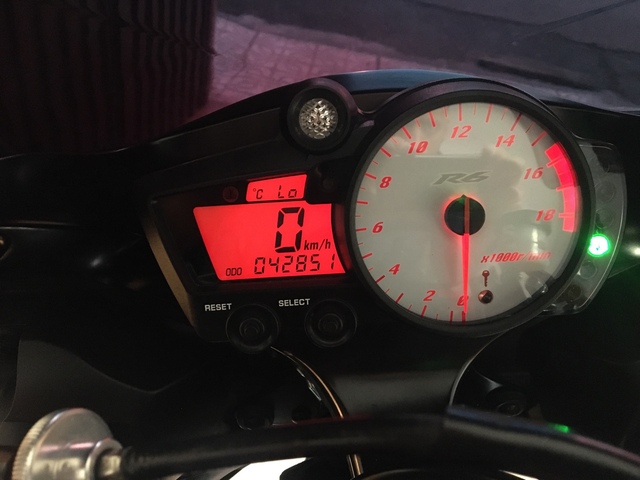 °C Lo
0 km/h
ODO 042851
RESET SELECT
R6
0
2
4
6
8
10
12
14
16
18
x1000r/min